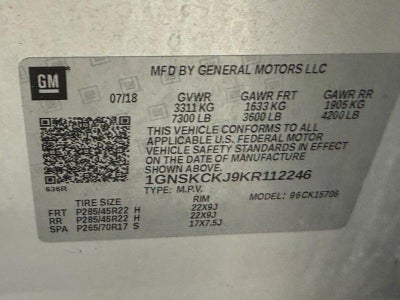 GM
MFD BY GENERAL MOTORS LLC
07/18 GVWR GAWR FRT GAWR RR
3311 KG 1633 KG 1905 KG
7300 LB 3600 LB 4200 LB
THIS VEHICLE CONFORMS TO ALL
APPLICABLE U.S. FEDERAL MOTOR
VEHICLE SAFETY STANDARDS IN EFFECT
ON THE DATE OF MANUFACTURE
SHOWN ABOVE.
1GNSKCKJ9KR112246
636R
TYPE: M.P.V. MODEL: 96CK15706
TIRE SIZE RIM
FRT P285/45R22 H 22X9J
RR P285/45R22 H 22X9J
SPA P265/70R17 S 17X7.5J